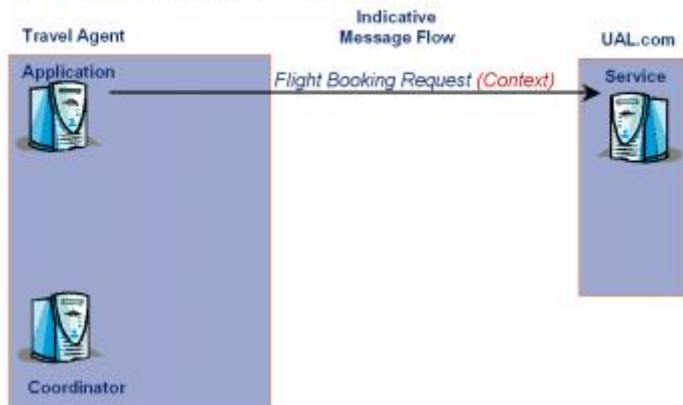 Indicative
Travel Agent Message Flow UAL.com
Application Service
Flight Booking Request (Context)
Coordinator